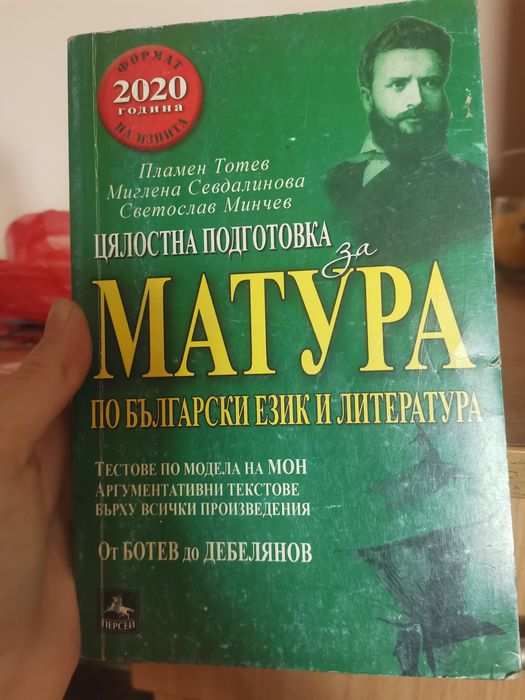 ФОРМАТ
2020
година
НА ИЗПИТА
Пламен Тотев
Миглена Севдалинова
Светослав Минчев
ЦЯЛОСТНА ПОДГОТОВКА
за
МАТУРА
ПО БЪЛГАРСКИ ЕЗИК И ЛИТЕРАТУРА
ТЕСТОВЕ ПО МОДЕЛА НА МОН
АРГУМЕНТАТИВНИ ТЕКСТОВЕ
ВЪРХУ ВСИЧКИ ПРОИЗВЕДЕНИЯ
От БОТЕВ до ДЕБЕЛЯНОВ
ПЕРСЕЙ